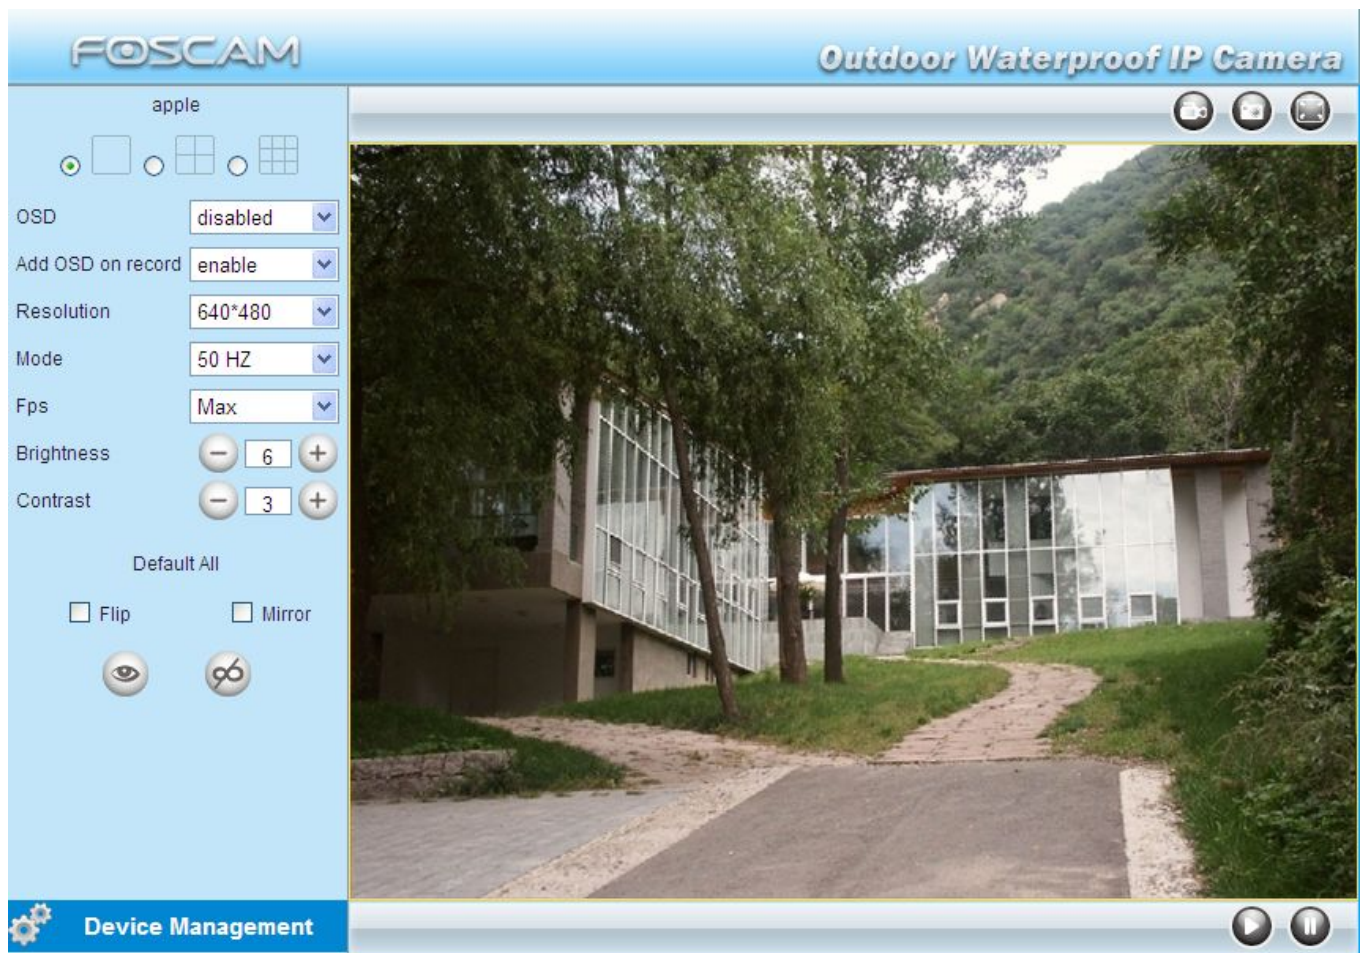 FOSCAM
Outdoor Waterproof IP Camera
apple
OSD disabled
Add OSD on record enable
Resolution 640*480
Mode 50 HZ
Fps Max
Brightness 6
Contrast 3
Default All
Flip Mirror
Device Management